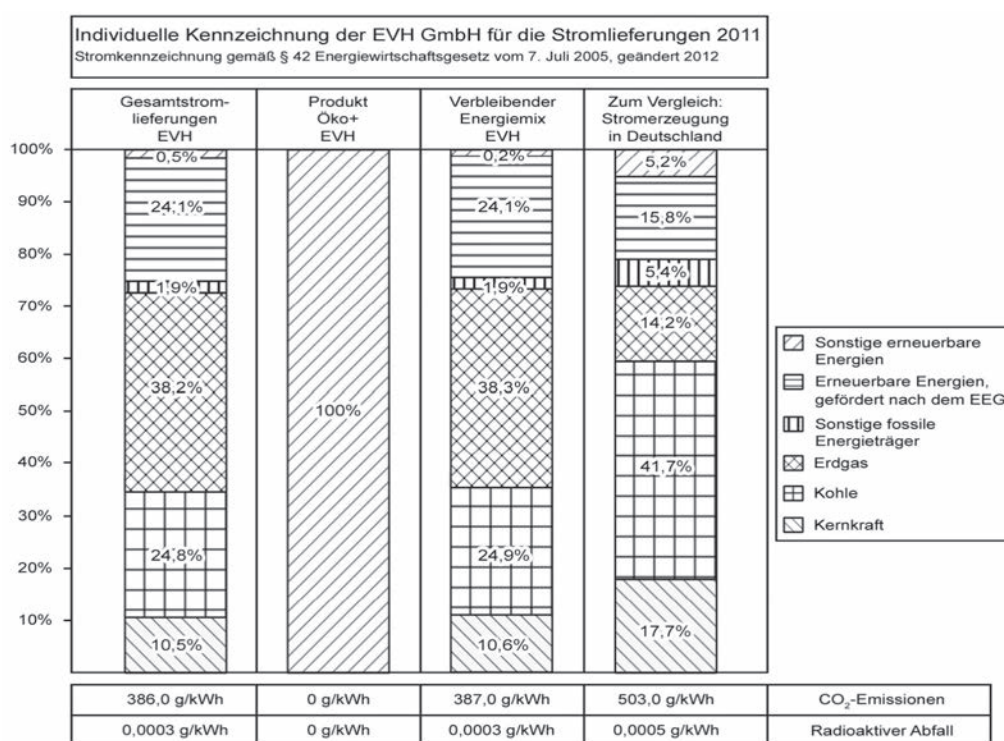 Individuelle Kennzeichnung der EVH GmbH für die Stromlieferungen 2011
Stromkennzeichnung gemäß § 42 Energiewirtschaftsgesetz vom 7. Juli 2005, geändert 2012
Gesamtstrom-
lieferungen
EVH
Produkt
Öko+
EVH
Verbleibender
Energiemix
EVH
Zum Vergleich:
Stromerzeugung
in Deutschland
100%
90%
80%
70%
60%
50%
40%
30%
20%
10%
0,5%
24,1%
1,9%
38,2%
24,8%
10,5%
100%
0,2%
24,1%
1,9%
38,3%
24,9%
10,6%
5,2%
15,8%
5,4%
14,2%
41,7%
17,7%
Sonstige erneuerbare
Energien
Erneuerbare Energien,
gefördert nach dem EEG
Sonstige fossile
Energieträger
Erdgas
Kohle
Kernkraft
386,0 g/kWh 0 g/kWh 387,0 g/kWh 503,0 g/kWh CO₂-Emissionen
0,0003 g/kWh 0 g/kWh 0,0003 g/kWh 0,0005 g/kWh Radioaktiver Abfall